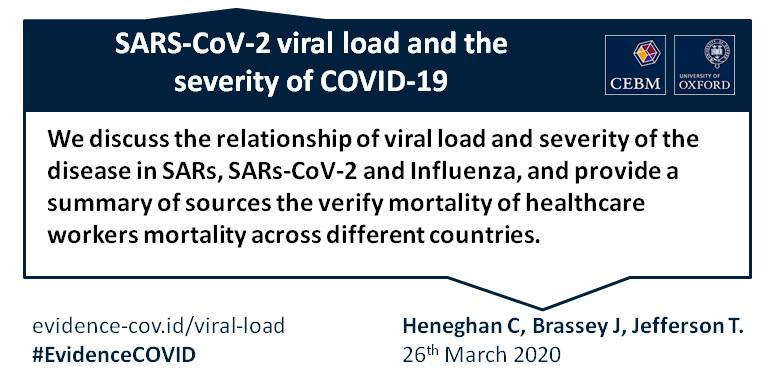 SARS-CoV-2 viral load and the
severity of COVID-19
CEBM
UNIVERSITY OF
OXFORD
We discuss the relationship of viral load and severity of the
disease in SARs, SARs-CoV-2 and Influenza, and provide a
summary of sources the verify mortality of healthcare
workers mortality across different countries.
evidence-cov.id/viral-load
#EvidenceCOVID
Heneghan C, Brassey J, Jefferson T.
26th March 2020